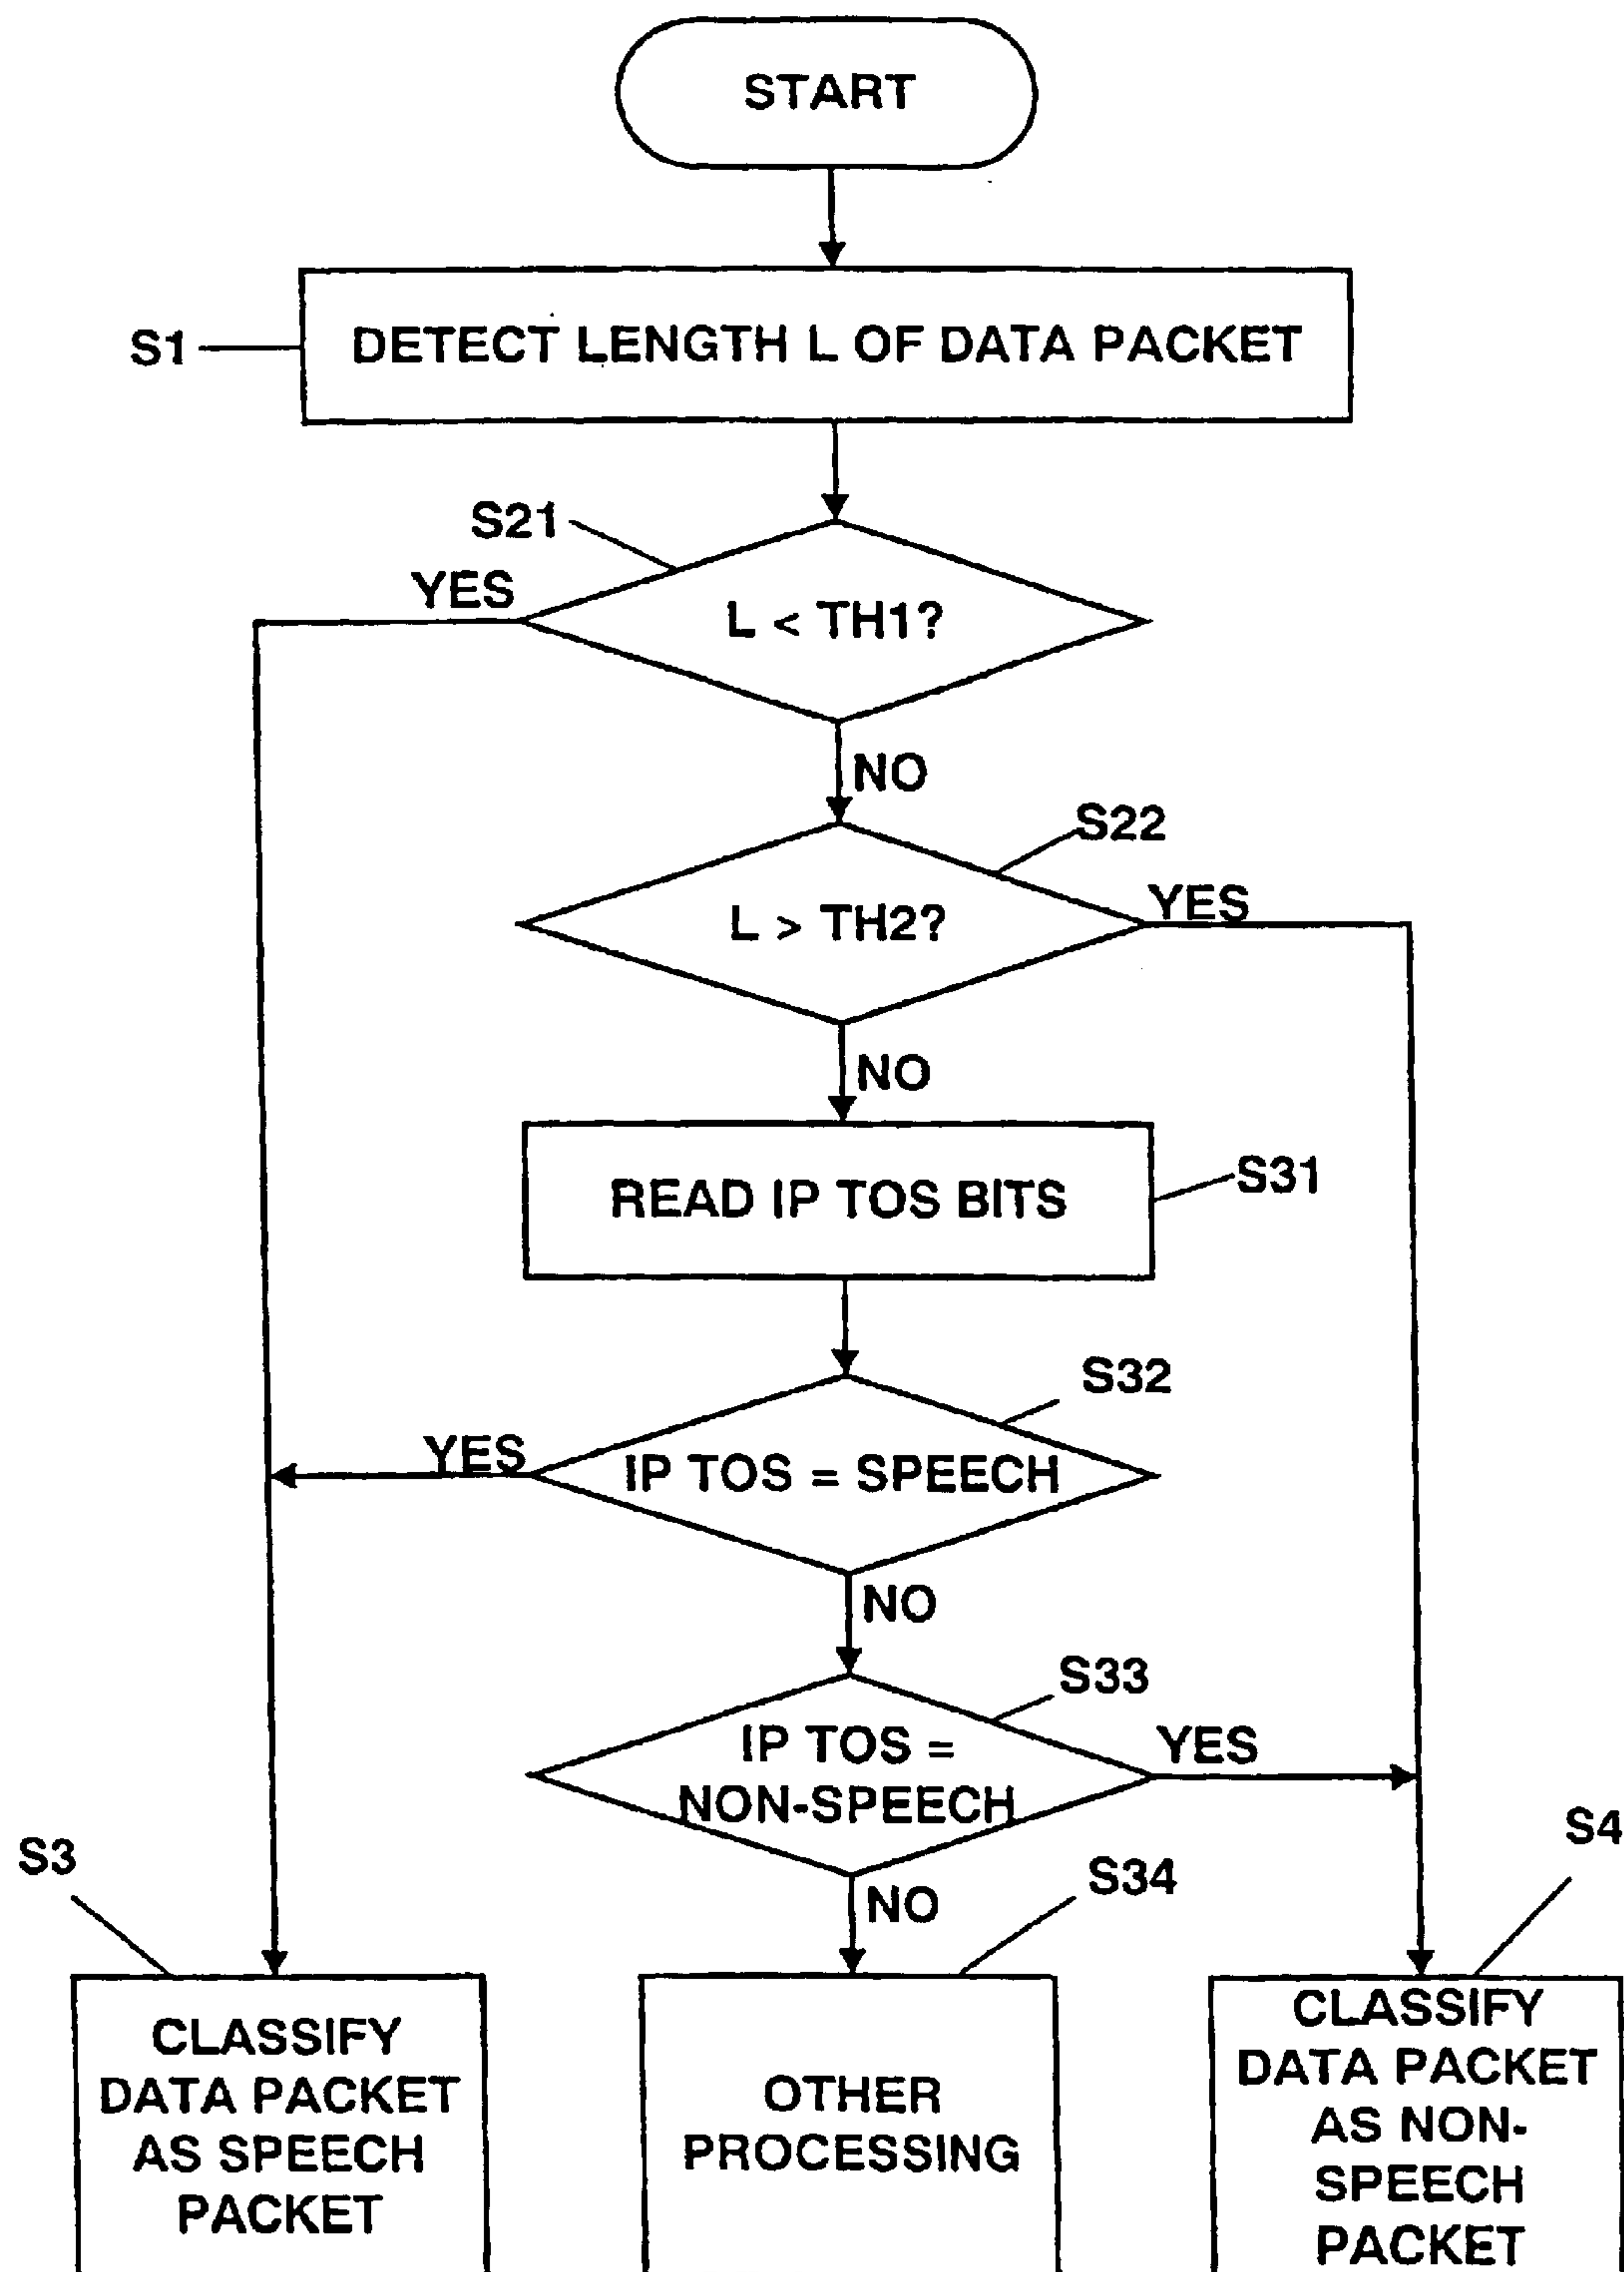 START
S1
DETECT LENGTH L OF DATA PACKET
S21
YES
L < TH1?
NO
S22
YES
L > TH2?
NO
READ IP TOS BITS
S31
S32
YES
IP TOS = SPEECH
NO
S33
IP TOS =
NON-SPEECH
YES
S3
S34
S4
NO
CLASSIFY
DATA PACKET
AS SPEECH
PACKET
OTHER
PROCESSING
CLASSIFY
DATA PACKET
AS NON-
SPEECH
PACKET